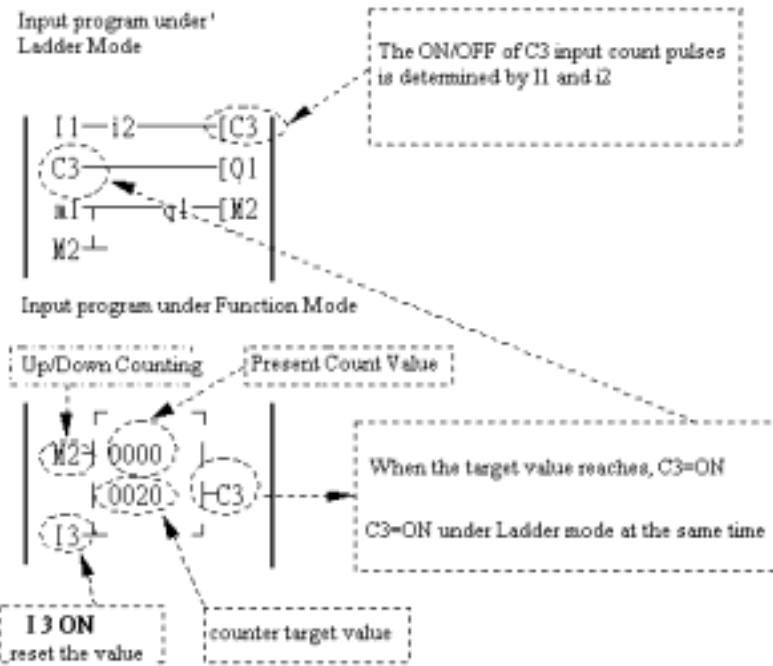 Input program under'
Ladder Mode
The ON/OFF of C3 input count pulses
is determined by I1 and i2
I1—i2—[C3
C3—[Q1
m1—q1—[M2
M2
Input program under Function Mode
Up/Down Counting
Present Count Value
M2 0000
0020 C3
I3
When the target value reaches, C3=ON
C3=ON under Ladder mode at the same time
I 3 ON
reset the value
counter target value